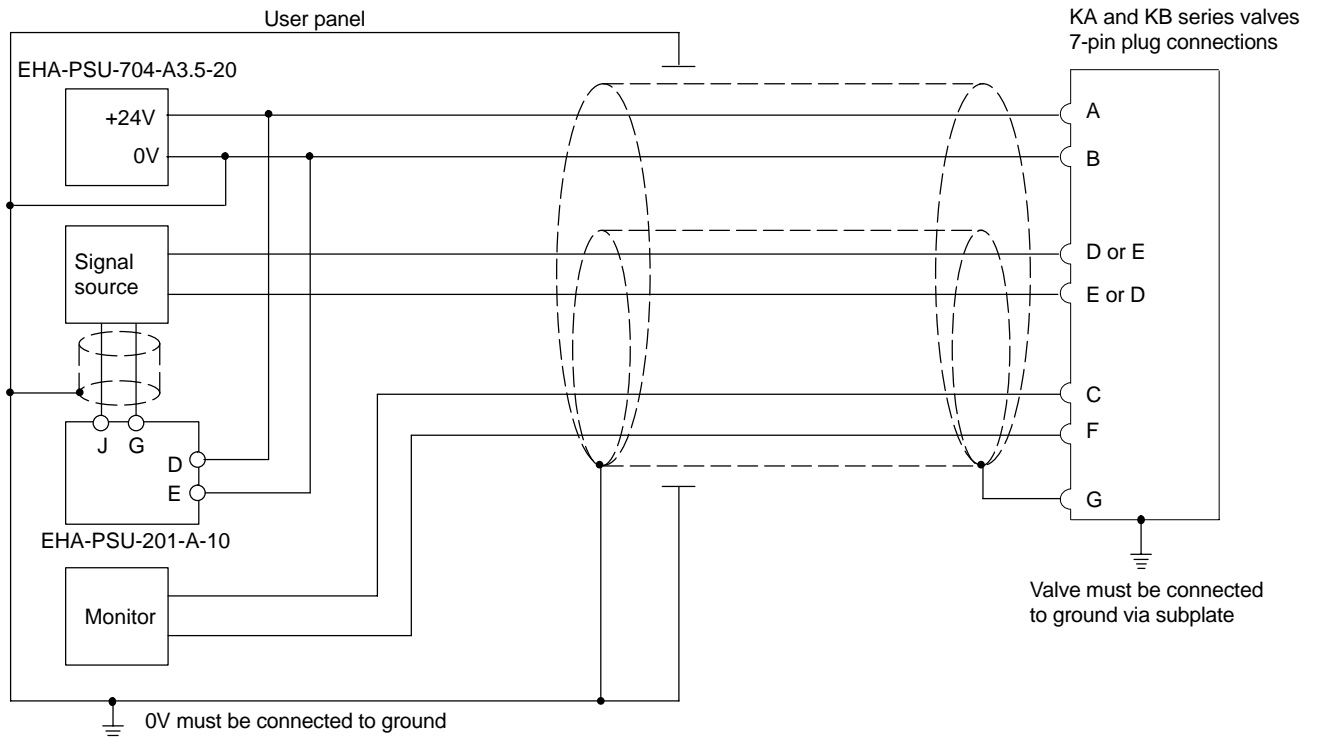 User panel
KA and KB series valves
7-pin plug connections
EHA-PSU-704-A3.5-20
+24V
0V
A
B
Signal
source
D or E
E or D
J G
D
E
C
F
G
EHA-PSU-201-A-10
Monitor
Valve must be connected
to ground via subplate
0V must be connected to ground